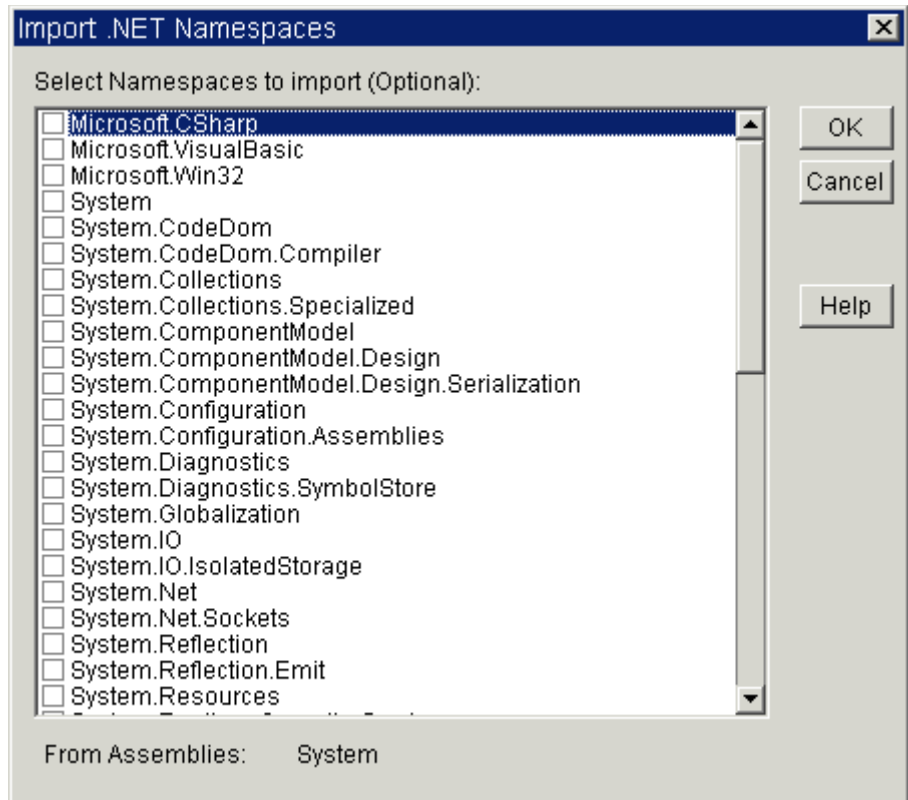 Import .NET Namespaces
Select Namespaces to import (Optional):
Microsoft.CSharp
Microsoft.VisualBasic
Microsoft.Win32
System
System.CodeDom
System.CodeDom.Compiler
System.Collections
System.Collections.Specialized
System.ComponentModel
System.ComponentModel.Design
System.ComponentModel.Design.Serialization
System.Configuration
System.Configuration.Assemblies
System.Diagnostics
System.Diagnostics.SymbolStore
System.Globalization
System.IO
System.IO.IsolatedStorage
System.Net
System.Net.Sockets
System.Reflection
System.Reflection.Emit
System.Resources
OK
Cancel
Help
From Assemblies: System